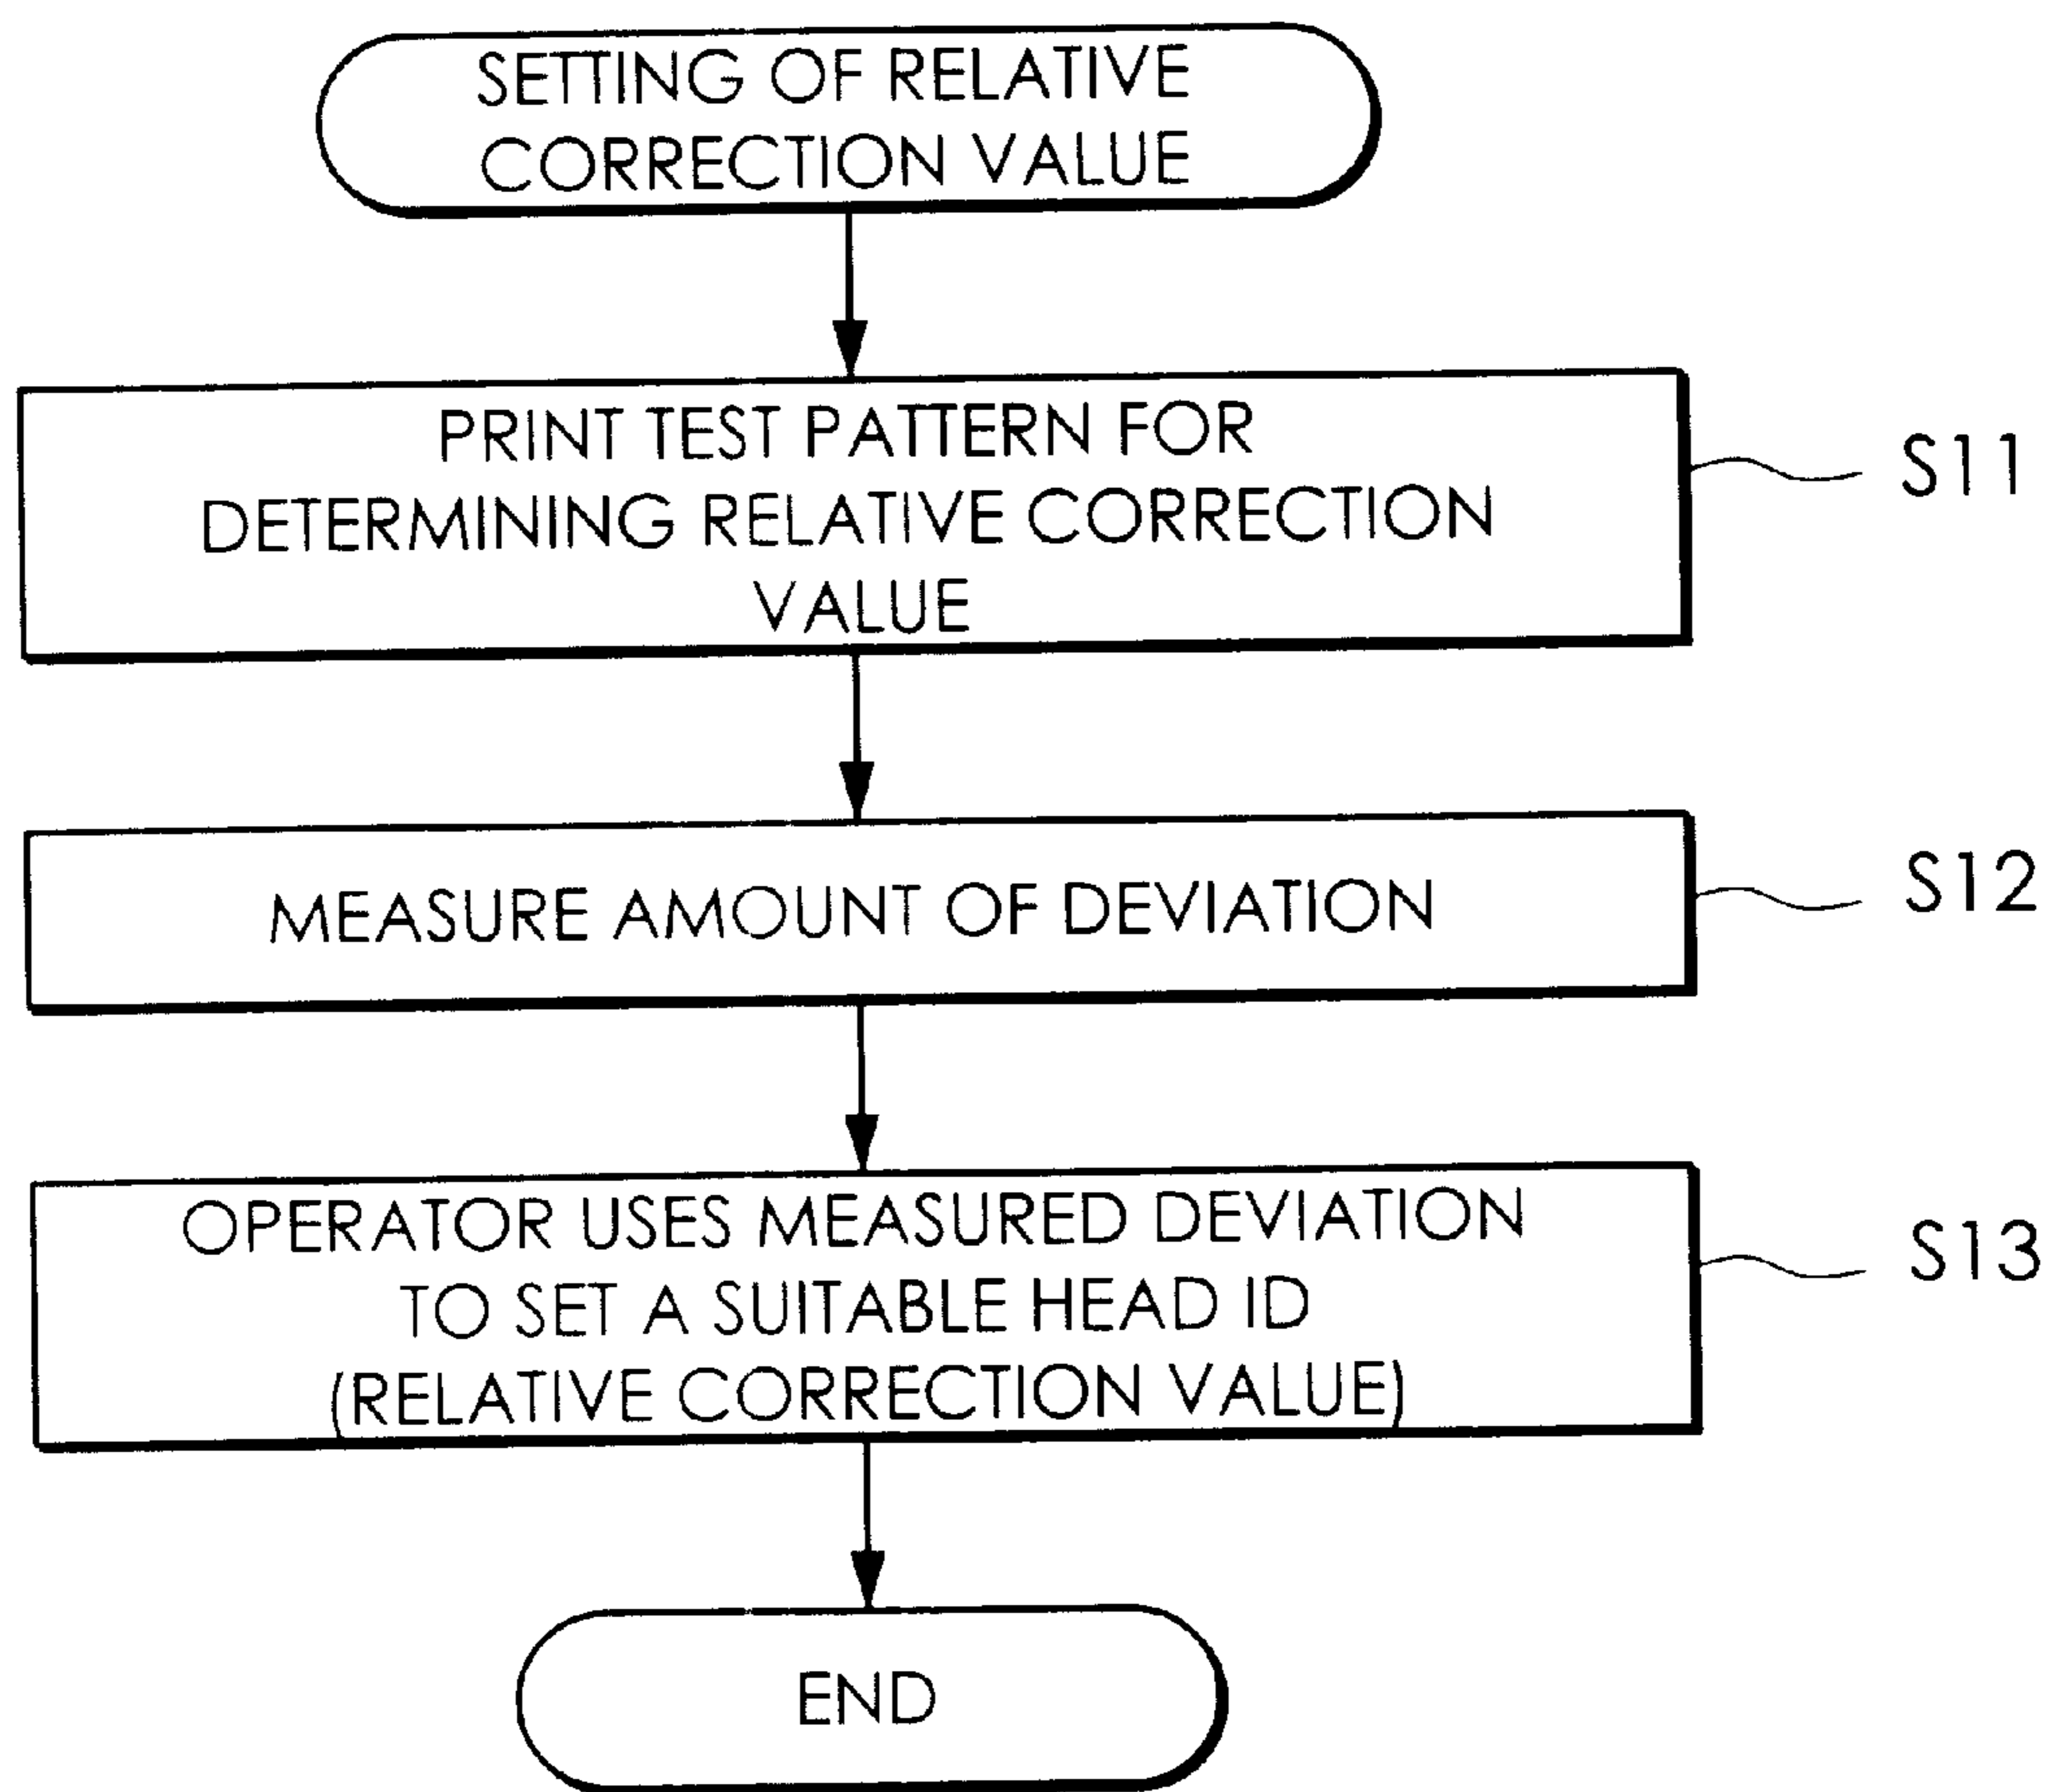 SETTING OF RELATIVE
CORRECTION VALUE
PRINT TEST PATTERN FOR
DETERMINING RELATIVE CORRECTION
VALUE
S11
MEASURE AMOUNT OF DEVIATION
S12
OPERATOR USES MEASURED DEVIATION
TO SET A SUITABLE HEAD ID
(RELATIVE CORRECTION VALUE)
S13
END